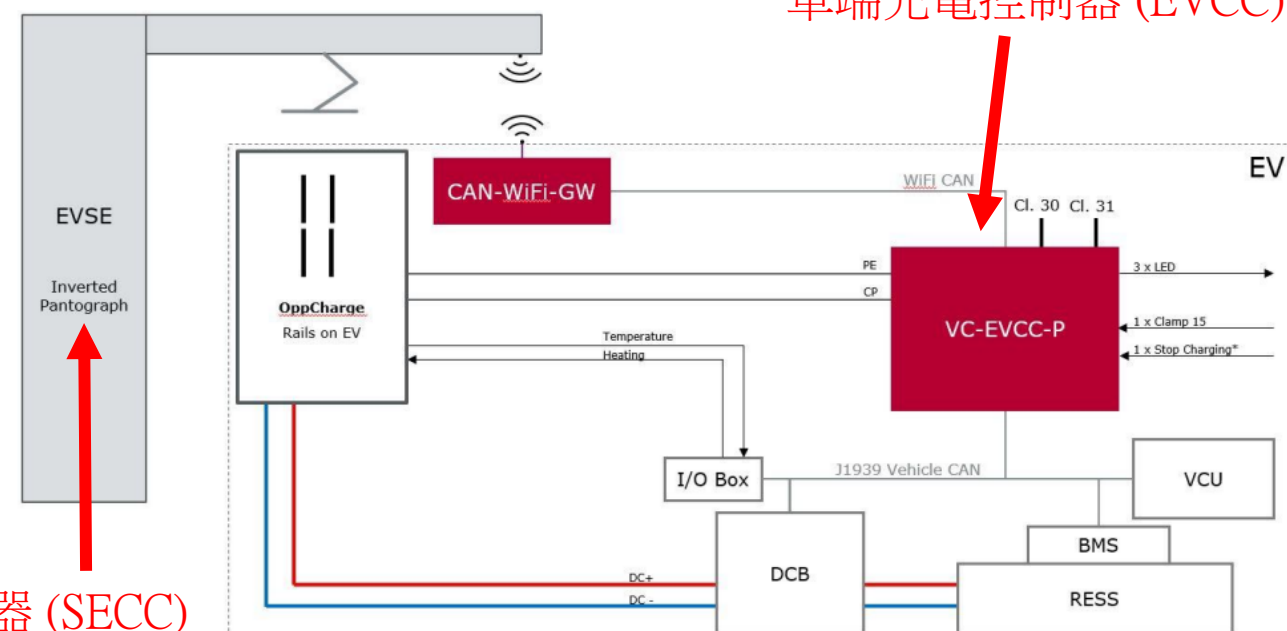 車端充電控制器 (EVCC)
EV
CAN-WiFi-GW
WiFi CAN
Cl. 30 Cl. 31
EVSE
Inverted
Pantograph
OppCharge
Rails on EV
PE
CP
VC-EVCC-P
3 x LED
1 x Clamp 15
1 x Stop Charging*
Temperature
Heating
I/O Box
J1939 Vehicle CAN
VCU
BMS
DCB
RESS
DC+
DC -
器 (SECC)